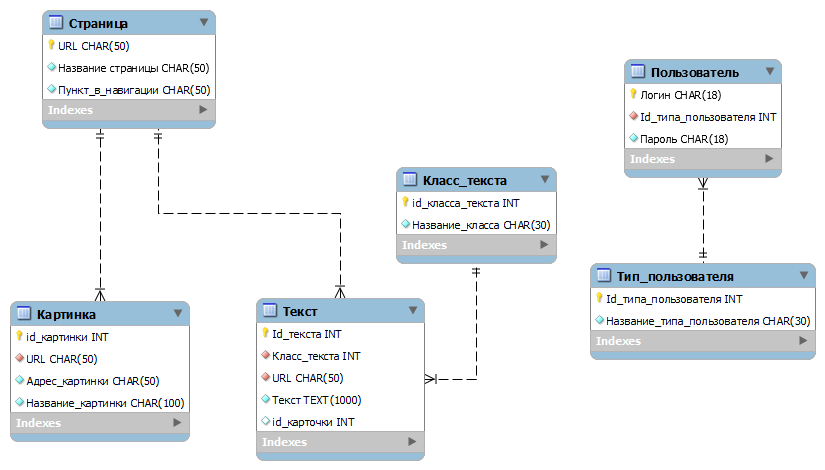 Страница
URL CHAR(50)
Название страницы CHAR(50)
Пункт_в_навигации CHAR(50)
Indexes
Пользователь
Логин CHAR(18)
Id_типа_пользователя INT
Пароль CHAR(18)
Indexes
Класс_текста
id_класса_текста INT
Название_класса CHAR(30)
Indexes
Тип_пользователя
Id_типа_пользователя INT
Название_типа_пользователя CHAR(30)
Indexes
Картинка
id_картинки INT
URL CHAR(50)
Адрес_картинки CHAR(50)
Название_картинки CHAR(100)
Indexes
Текст
Id_текста INT
Класс_текста INT
URL CHAR(50)
Текст TEXT(1000)
id_карточки INT
Indexes